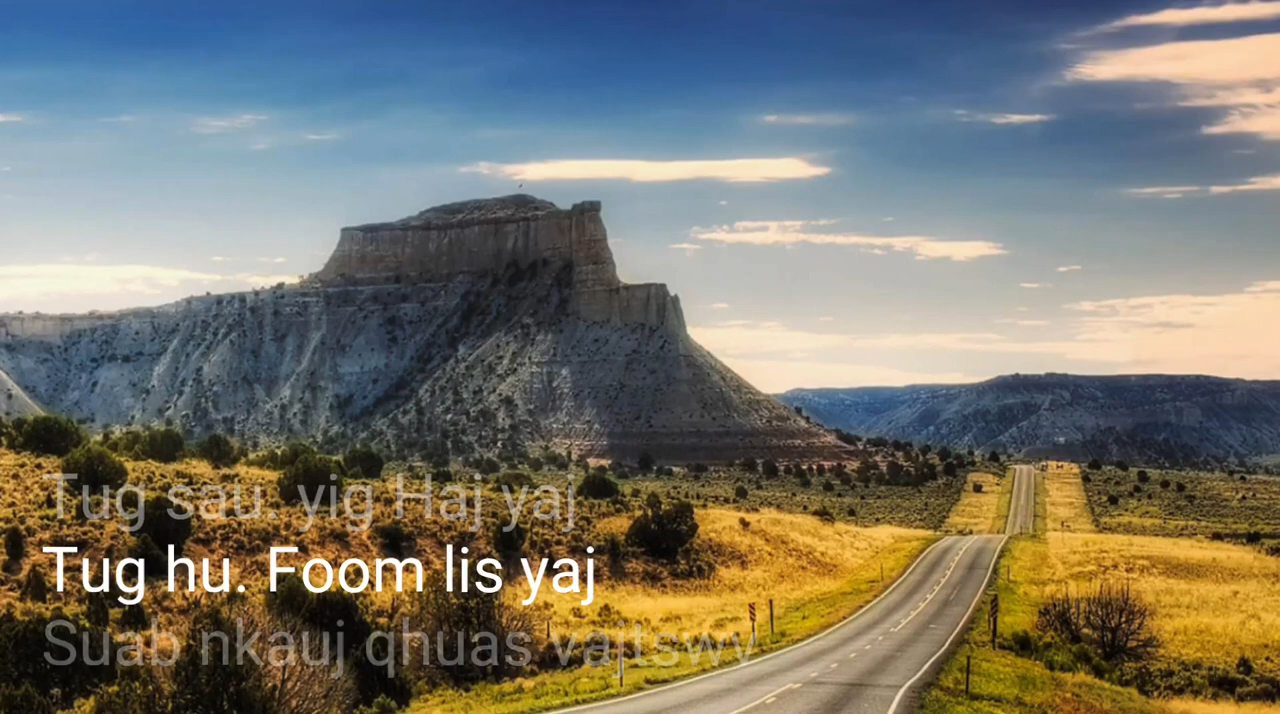 Tug sau. yig Haj yaj
Tug hu. Foom lis yaj
Suab nkauj qhuas vajtswv